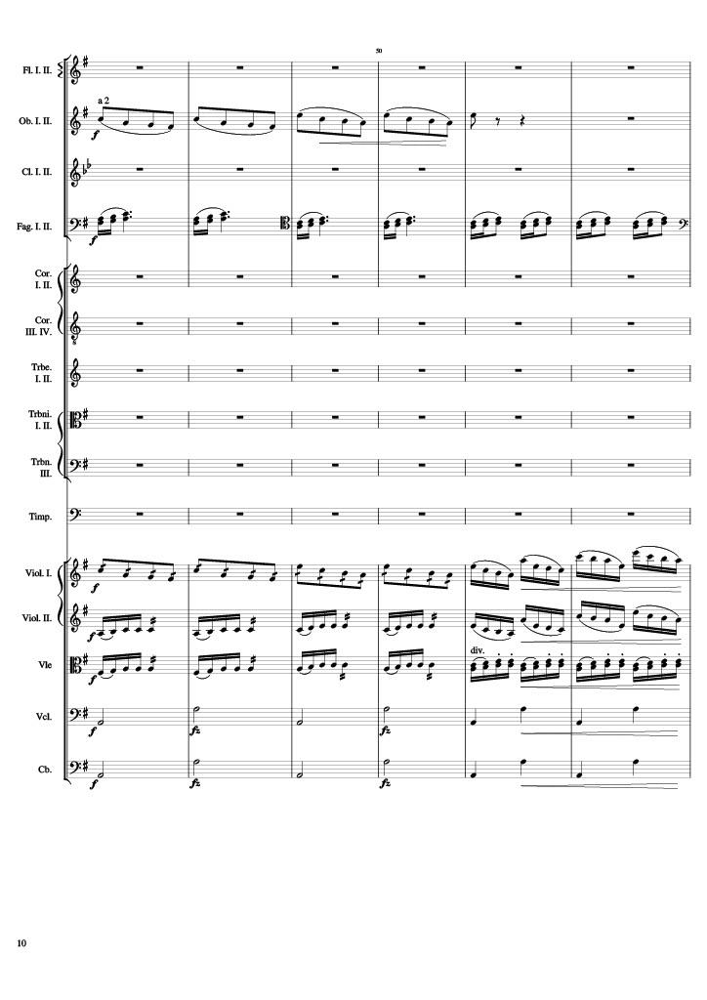 50
Fl. I. II.
a 2
Ob. I. II.
f
Cl. I. II.
Fag. I. II.
f
Cor.
I. II.
Cor.
III. IV.
8
Trbe.
I. II.
Trbni.
I. II.
Trbn.
III.
Timp.
Viol. I.
f
Viol. II.
f
div.
Vle
f
Vcl.
f
fz
fz
Cb.
f
fz
fz
10